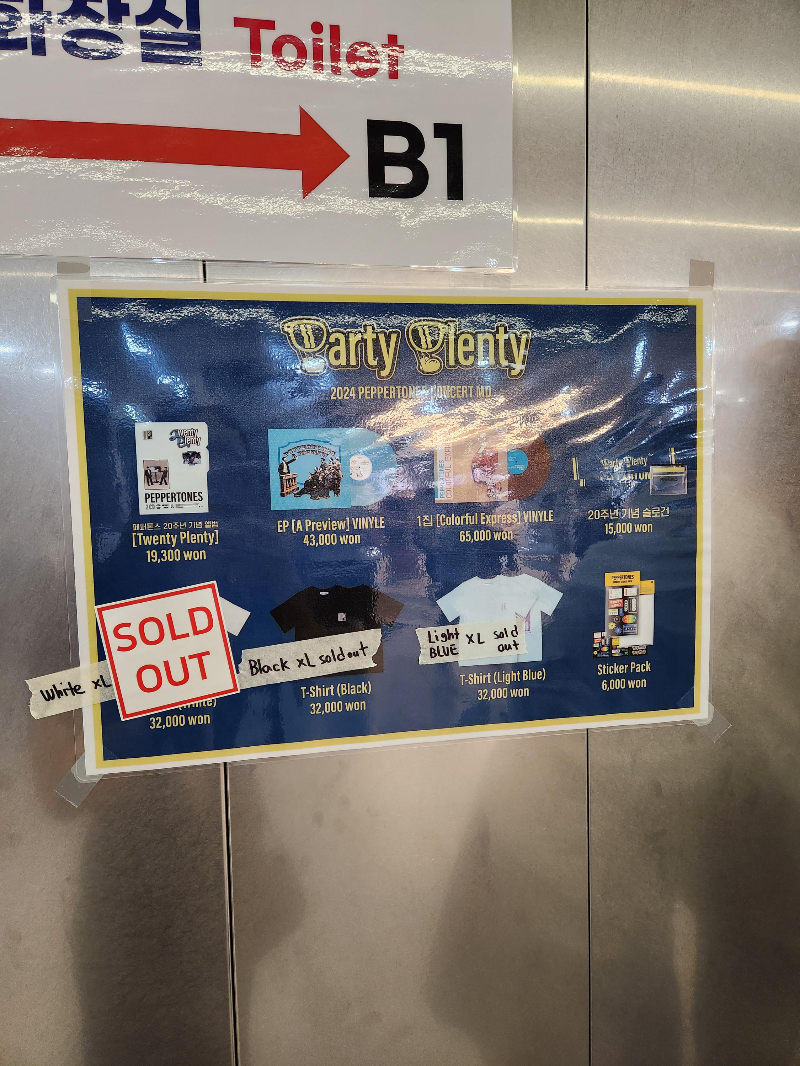 화장실 Toilet
B1
Party Plenty
2024 PEPPERTONES CONCERT MD
Twenty Plenty
PEPPERTONES
페퍼톤스 20주년 기념 앨범
[Twenty Plenty]
19,300 won
EP [A Preview] VINYLE
43,000 won
1집 [Colorful Express] VINYLE
65,000 won
Party Plenty
20주년 기념 슬로건
15,000 won
White XL
SOLD
OUT
32,000 won
Black XL sold out
T-Shirt (Black)
32,000 won
Light BLUE XL sold out
T-Shirt (Light Blue)
32,000 won
PEPPERTONES
Sticker Pack
6,000 won